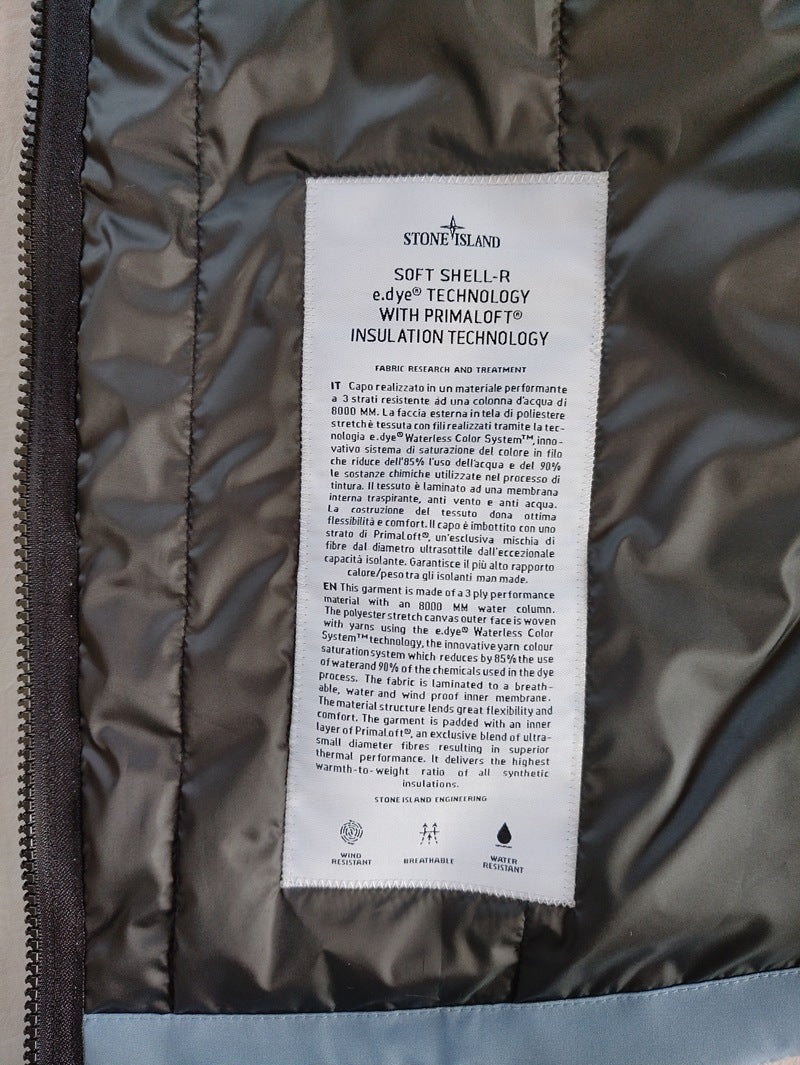 STONE ISLAND
SOFT SHELL-R
e.dye® TECHNOLOGY
WITH PRIMALOFT®
INSULATION TECHNOLOGY
FABRIC RESEARCH AND TREATMENT
IT Capo realizzato in un materiale performante
a 3 strati resistente ad una colonna d'acqua di
8000 MM. La faccia esterna in tela di poliestere
stretch è tessuta con fili realizzati tramite la tec-
nologia e.dye® Waterless Color System™, inno-
vativo sistema di saturazione del colore in filo
che riduce dell'85% l'uso dell'acqua e del 90%
le sostanze chimiche utilizzate nel processo di
tintura. Il tessuto è laminato ad una membrana
interna traspirante, anti vento e anti acqua.
La costruzione del tessuto dona ottima
flessibilità e comfort. Il capo è imbottito con uno
strato di PrimaLoft®, un'esclusiva mischia di
fibre dal diametro ultrasottile dall'eccezionale
capacità isolante. Garantisce il più alto rapporto
calore/peso tra gli isolanti man made.
EN This garment is made of a 3 ply performance
material with an 8000 MM water column.
The polyester stretch canvas outer face is woven
with yarns using the e.dye® Waterless Color
System™ technology, the innovative yarn colour
saturation system which reduces by 85% the use
of water and 90% of the chemicals used in the dye
process. The fabric is laminated to a breath-
able, water and wind proof inner membrane.
The material structure lends great flexibility and
comfort. The garment is padded with an inner
layer of PrimaLoft®, an exclusive blend of ultra-
small diameter fibres resulting in superior
thermal performance. It delivers the highest
warmth-to-weight ratio of all synthetic
insulations.
STONE ISLAND ENGINEERING
WIND
RESISTANT
BREATHABLE
WATER
RESISTANT